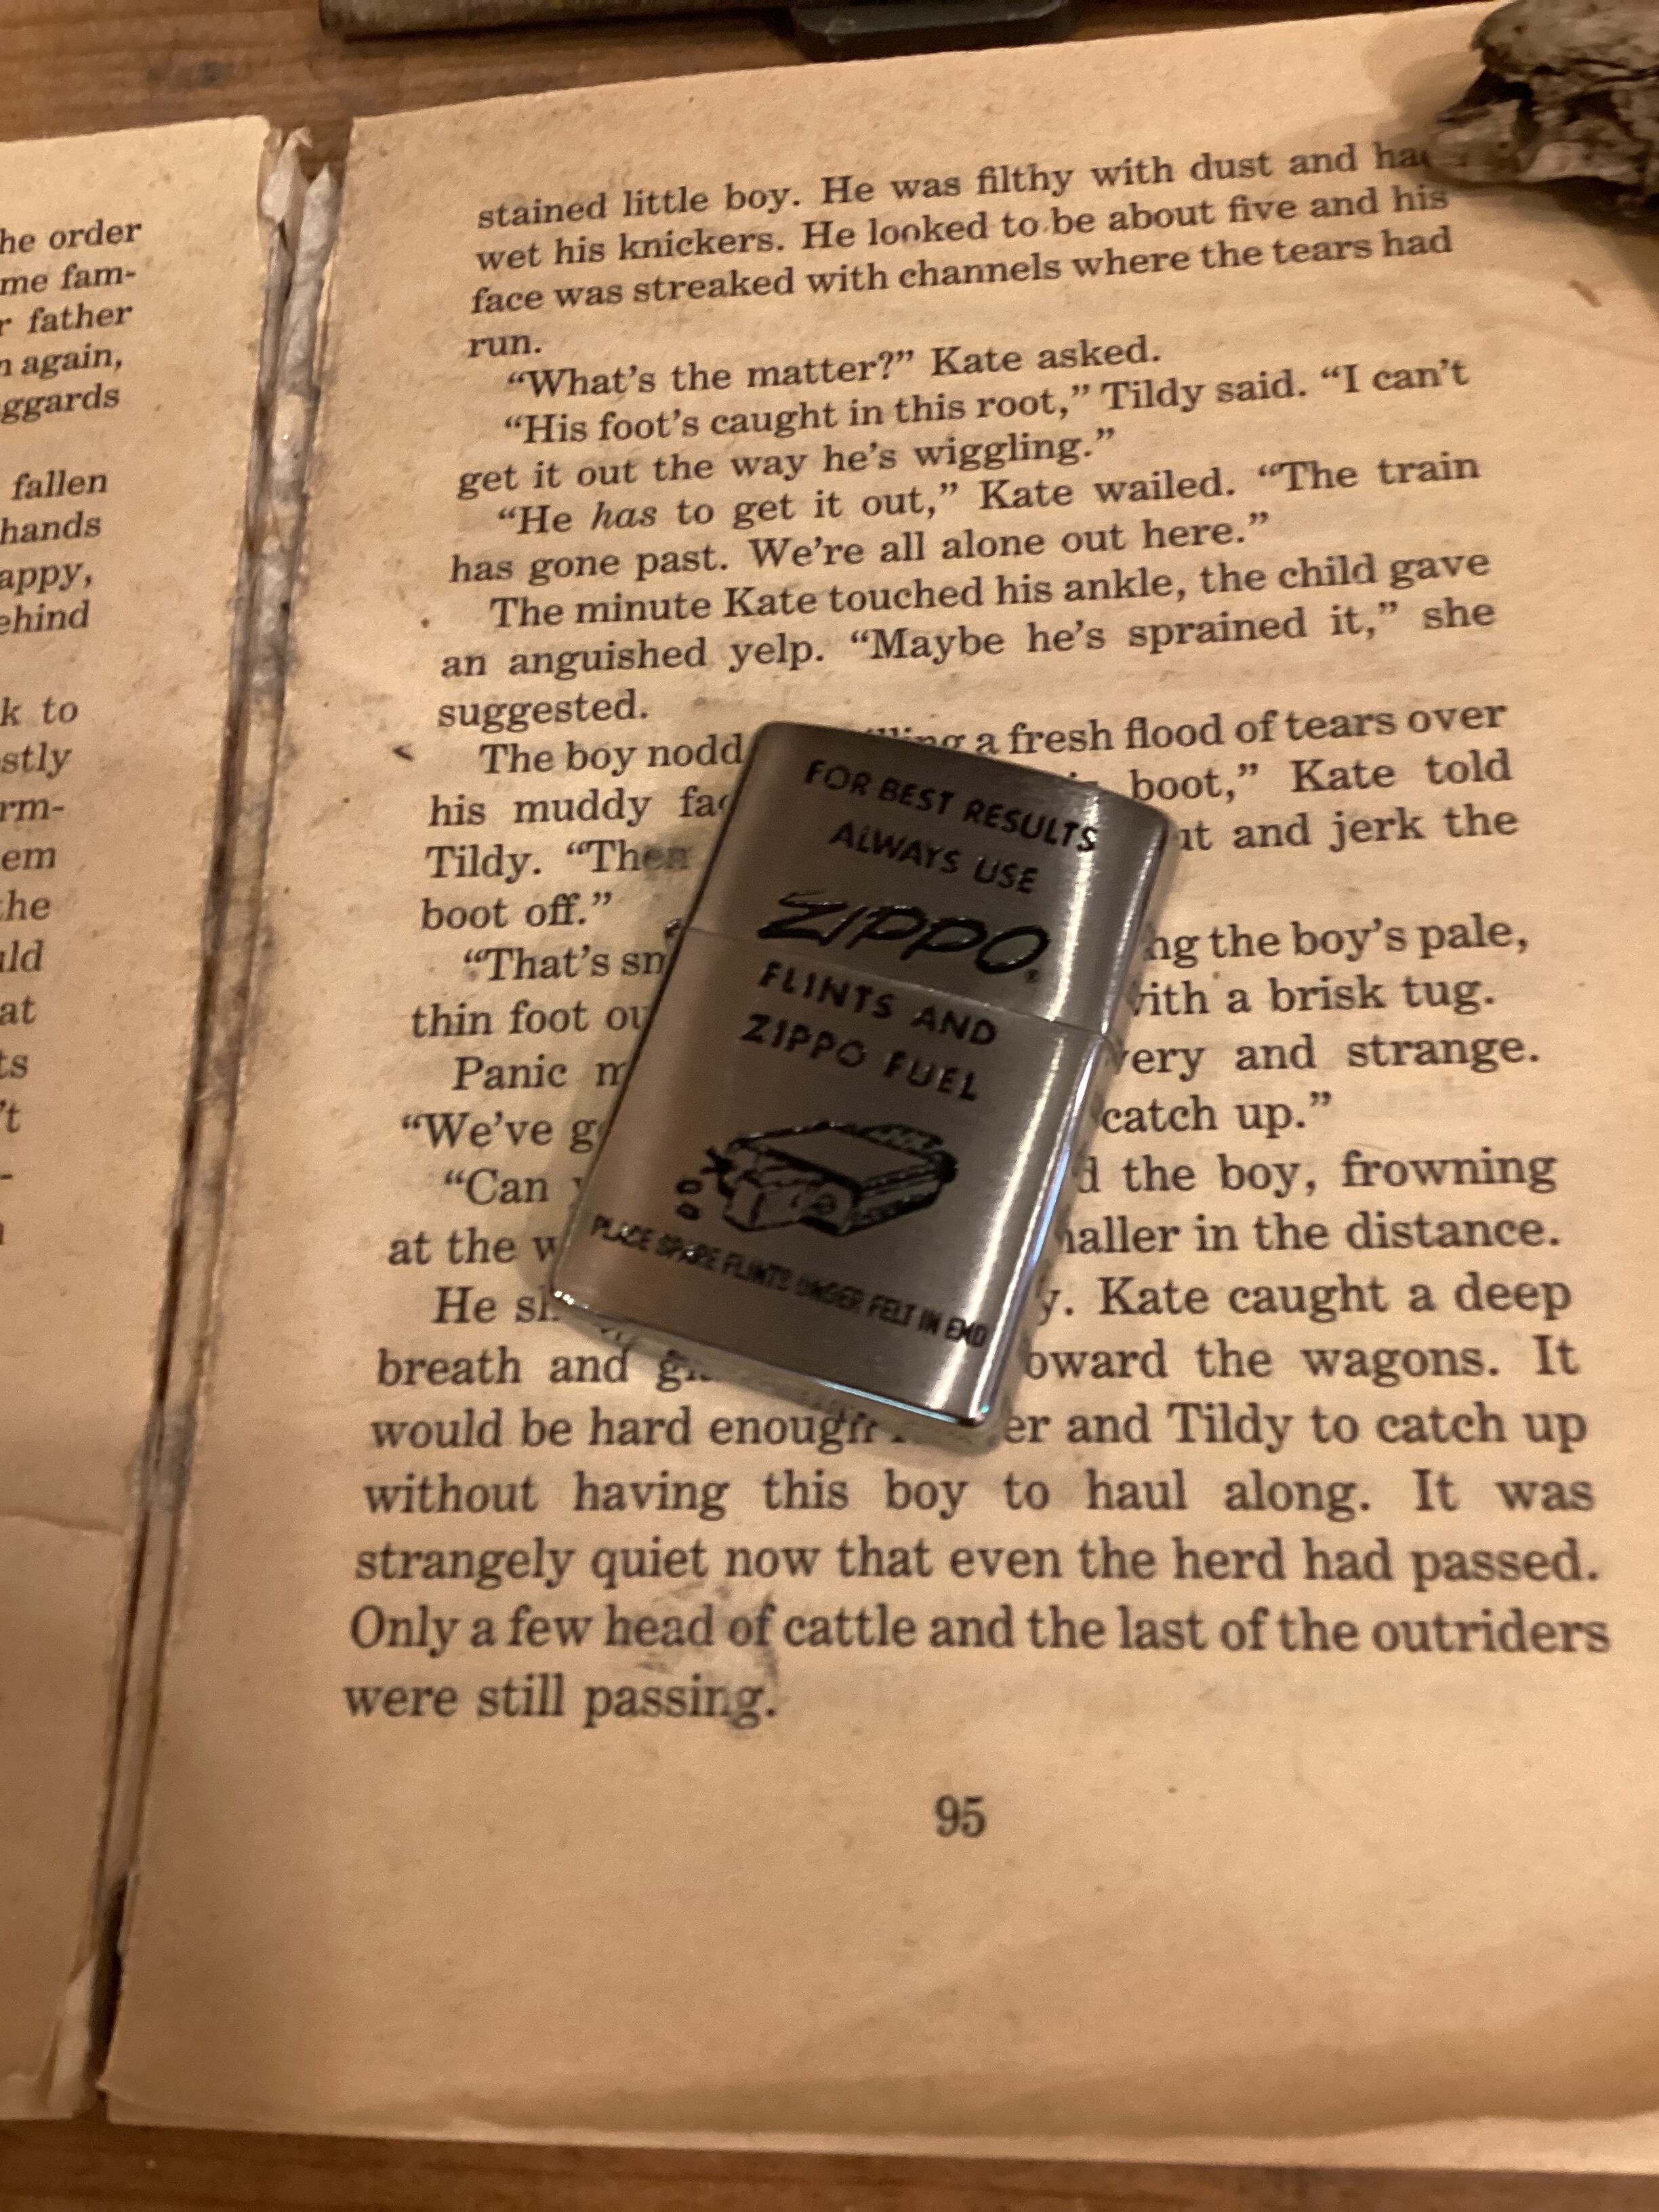 he order
me fam-
r father
n again,
ggards
fallen
hands
appy,
ehind
k to
stly
rm-
em
the
uld
at
ts
't
-
stained little boy. He was filthy with dust and ha
wet his knickers. He looked to be about five and his
face was streaked with channels where the tears had
run.
“What’s the matter?” Kate asked.
“His foot’s caught in this root,” Tildy said. “I can’t
get it out the way he’s wiggling.”
“He has to get it out,” Kate wailed. “The train
has gone past. We’re all alone out here.”
The minute Kate touched his ankle, the child gave
an anguished yelp. “Maybe he’s sprained it,” she
suggested.
The boy nodd a fresh flood of tears over
his muddy fac boot,” Kate told
Tildy. “Then ut and jerk the
boot off.”
“That’s sm ng the boy’s pale,
thin foot ou with a brisk tug.
Panic m very and strange.
“We’ve g catch up.”
“Can d the boy, frowning
at the w maller in the distance.
He sh y. Kate caught a deep
breath and gl oward the wagons. It
would be hard enough er and Tildy to catch up
without having this boy to haul along. It was
strangely quiet now that even the herd had passed.
Only a few head of cattle and the last of the outriders
were still passing.
95
FOR BEST RESULTS
ALWAYS USE
ZIPPO
FLINTS AND
ZIPPO FUEL
PLACE SPARE FLINTS UNDER FELT IN END